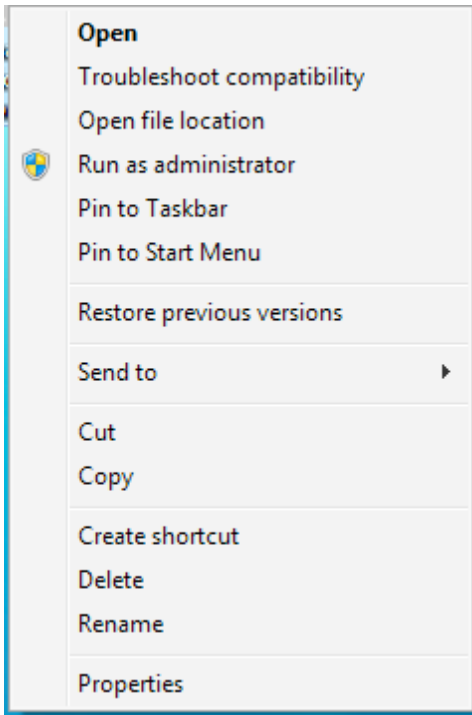 Open
Troubleshoot compatibility
Open file location
Run as administrator
Pin to Taskbar
Pin to Start Menu
Restore previous versions
Send to
Cut
Copy
Create shortcut
Delete
Rename
Properties